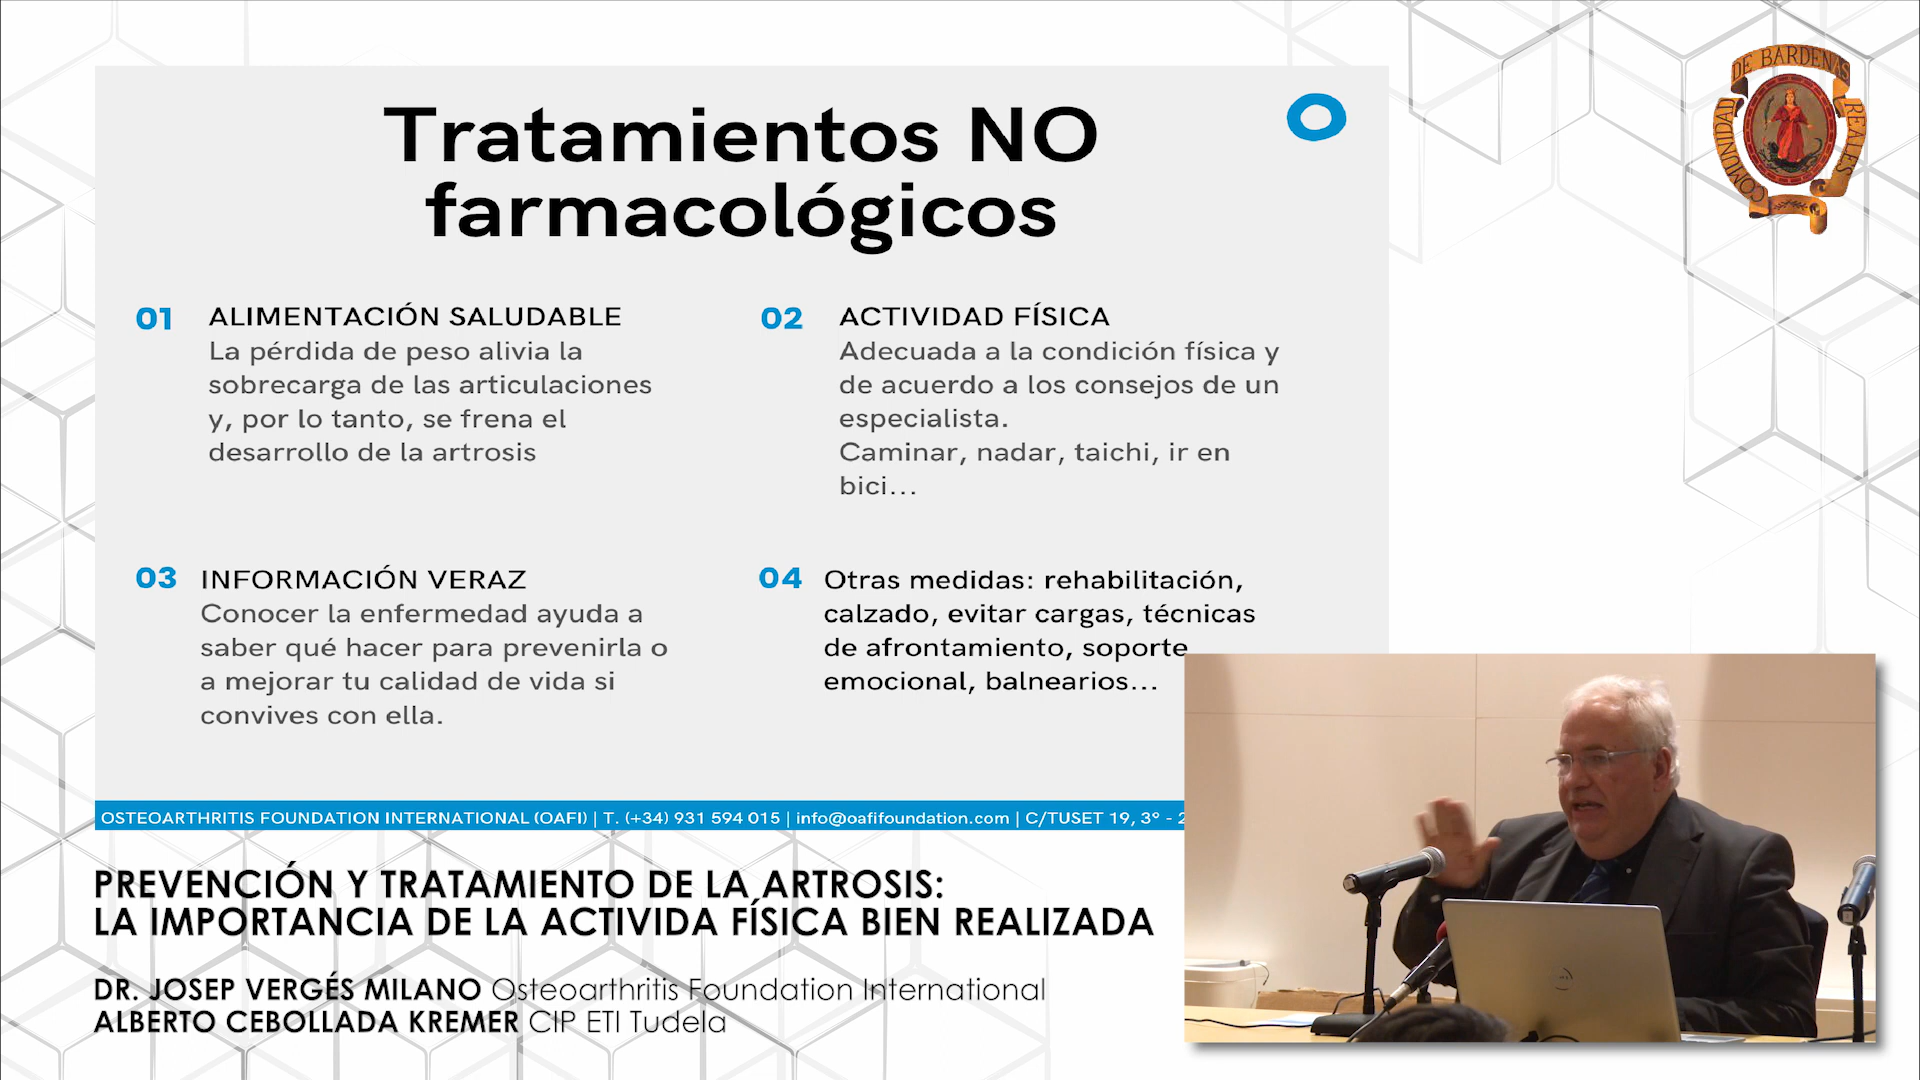 Tratamientos NO
farmacológicos
01 ALIMENTACIÓN SALUDABLE
La pérdida de peso alivia la
sobrecarga de las articulaciones
y, por lo tanto, se frena el
desarrollo de la artrosis
02 ACTIVIDAD FÍSICA
Adecuada a la condición física y
de acuerdo a los consejos de un
especialista.
Caminar, nadar, taichi, ir en
bici...
03 INFORMACIÓN VERAZ
Conocer la enfermedad ayuda a
saber qué hacer para prevenirla o
a mejorar tu calidad de vida si
convives con ella.
04 Otras medidas: rehabilitación,
calzado, evitar cargas, técnicas
de afrontamiento, soporte
emocional, balnearios...
OSTEOARTHRITIS FOUNDATION INTERNATIONAL (OAFI) | T. (+34) 931 594 015 | info@oafifoundation.com | C/TUSET 19, 3º - 2
COMUNIDAD DE BARDENAS REALES
PREVENCIÓN Y TRATAMIENTO DE LA ARTROSIS:
LA IMPORTANCIA DE LA ACTIVIDA FÍSICA BIEN REALIZADA
DR. JOSEP VERGÉS MILANO Osteoarthritis Foundation International
ALBERTO CEBOLLADA KREMER CIP ETI Tudela